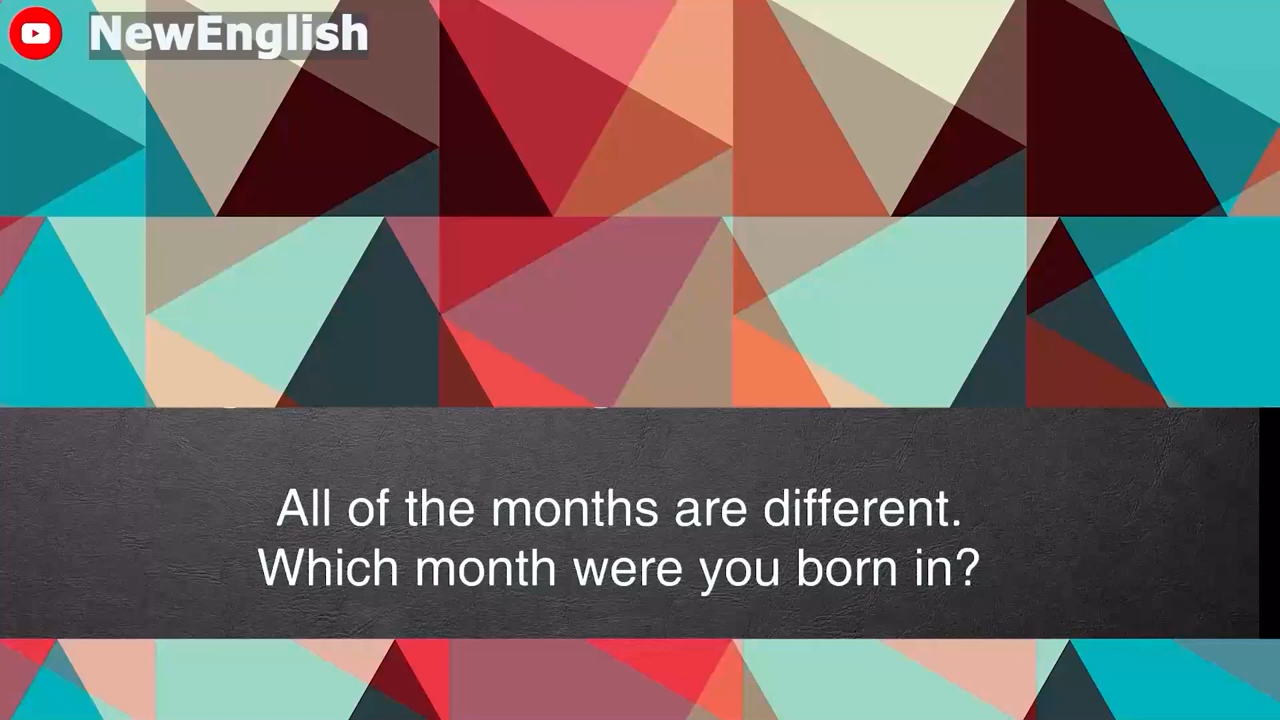 NewEnglish
All of the months are different.
Which month were you born in?